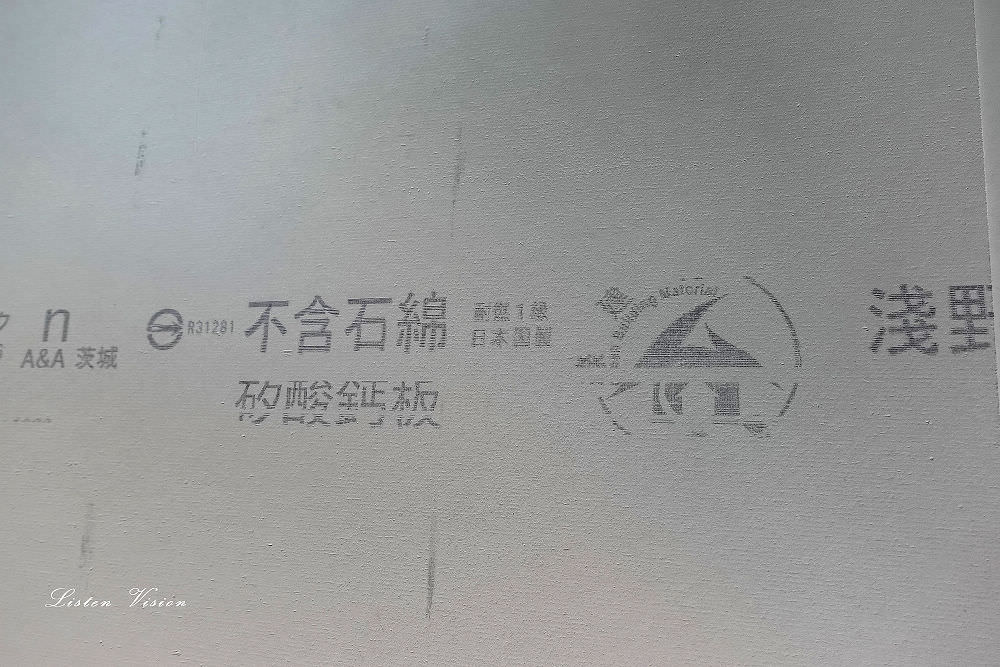 n
A&A 茨城
R31281
不含石綿
矽酸鈣板
耐燃1級
日本国製
Building Material
淺野
Listen Vision